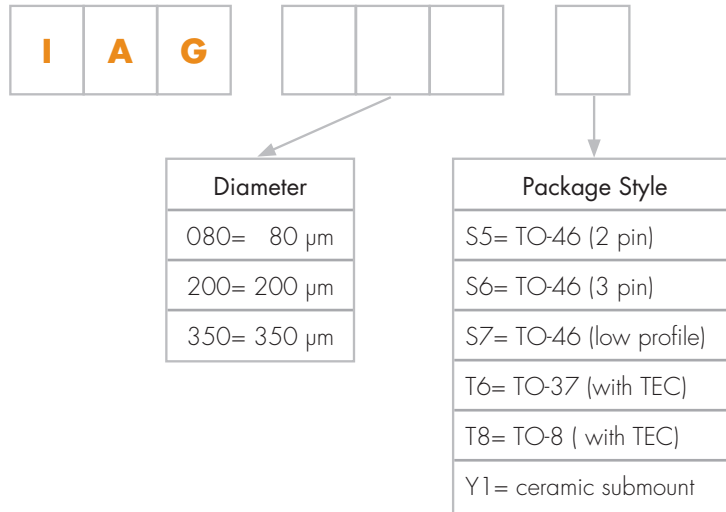 I A G
Diameter
080= 80 µm
200= 200 µm
350= 350 µm
Package Style
S5= TO-46 (2 pin)
S6= TO-46 (3 pin)
S7= TO-46 (low profile)
T6= TO-37 (with TEC)
T8= TO-8 ( with TEC)
Y1= ceramic submount